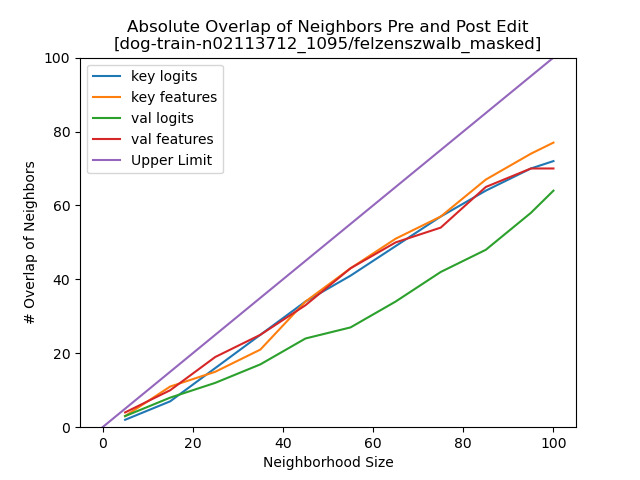 Absolute Overlap of Neighbors Pre and Post Edit
[dog-train-n02113712_1095/felzenszwalb_masked]
key logits
key features
val logits
val features
Upper Limit
# Overlap of Neighbors
100
80
60
40
20
0
0 20 40 60 80 100
Neighborhood Size